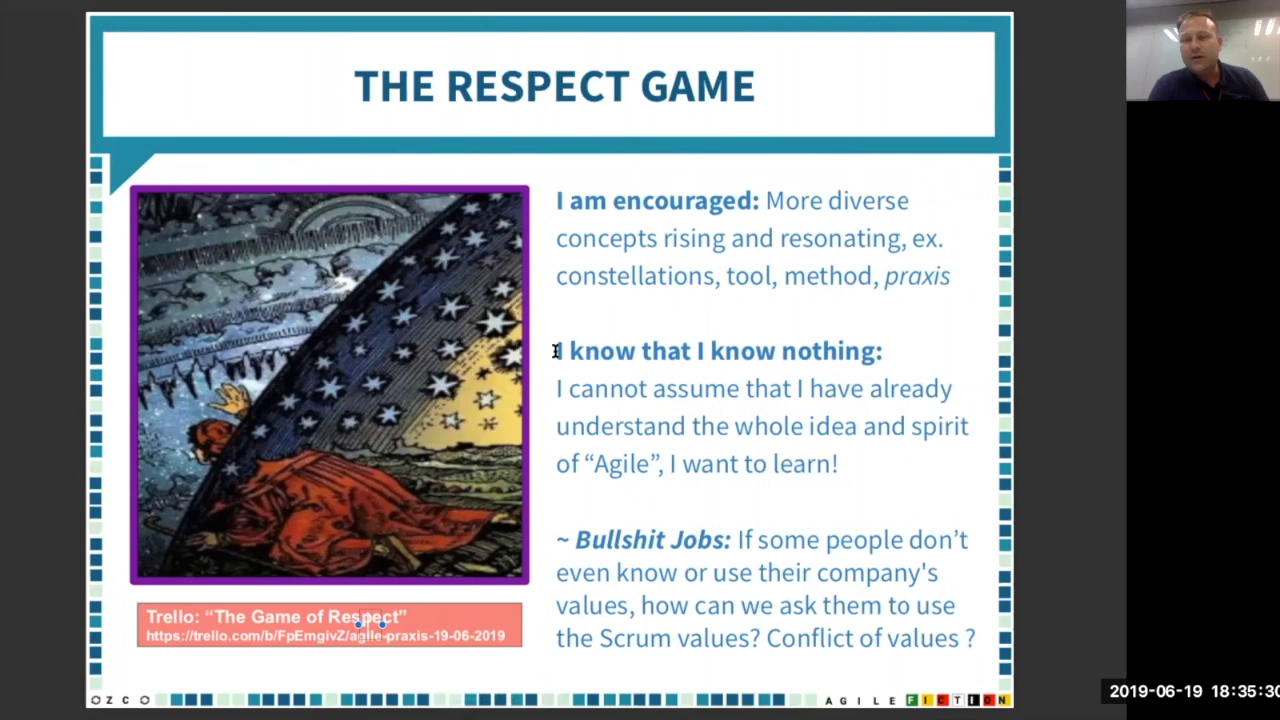 THE RESPECT GAME
I am encouraged: More diverse
concepts rising and resonating, ex.
constellations, tool, method, praxis
I know that I know nothing:
I cannot assume that I have already
understand the whole idea and spirit
of “Agile”, I want to learn!
~ Bullshit Jobs: If some people don’t
even know or use their company's
values, how can we ask them to use
the Scrum values? Conflict of values ?
Trello: “The Game of Respect”
https://trello.com/b/FpEmgivZ/agile-praxis-19-06-2019
OZCO
AGILE FICTION
2019-06-19 18:35:30